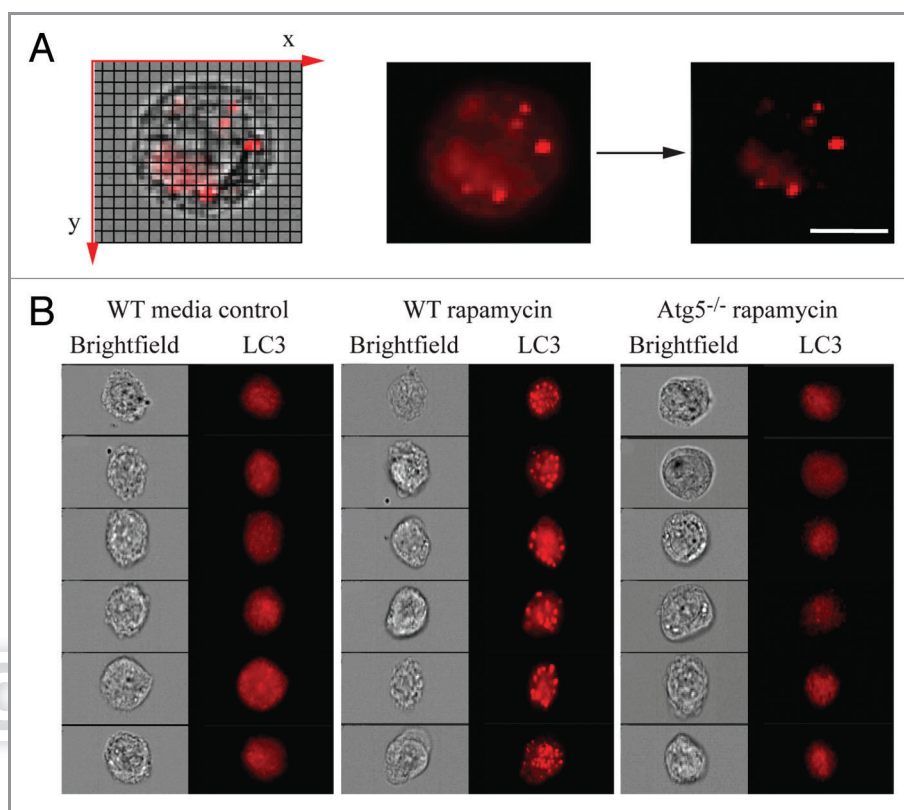 A
x
y
B
WT media control
Brightfield LC3
WT rapamycin
Brightfield LC3
Atg5-/- rapamycin
Brightfield LC3